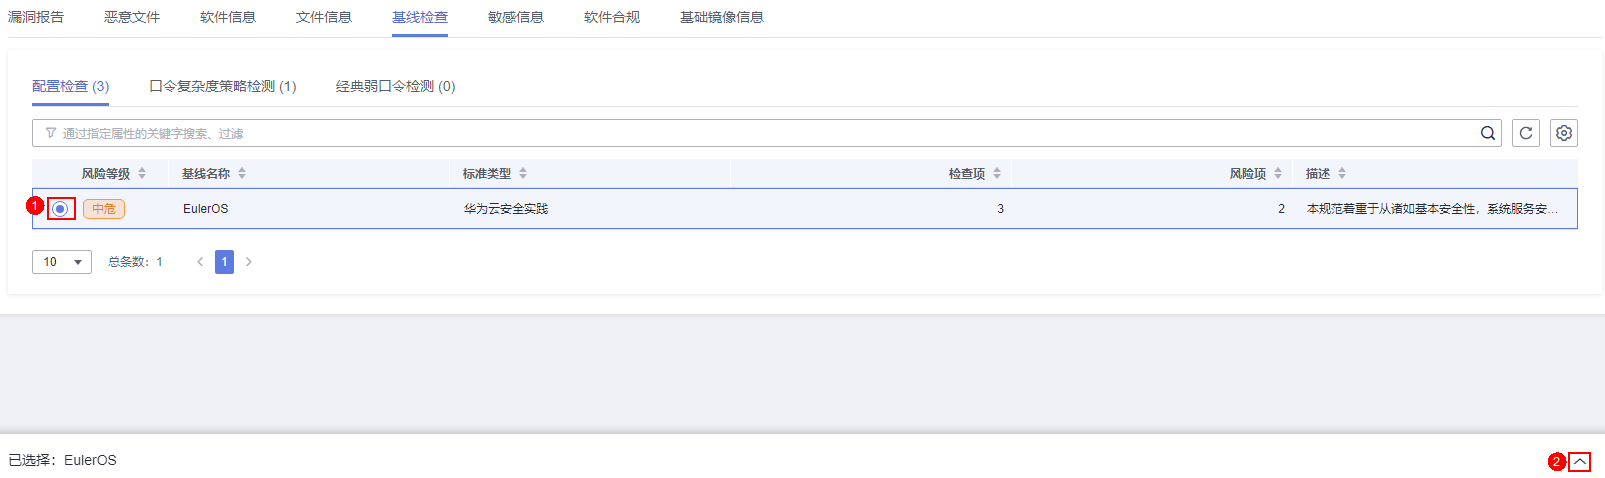 漏洞报告 恶意文件 软件信息 文件信息 基线检查 敏感信息 软件合规 基础镜像信息
配置检查 (3) 口令复杂度策略检测 (1) 经典弱口令检测 (0)
通过指定属性的关键字搜索、过滤
风险等级 基线名称 标准类型 检查项 风险项 描述
1 中危 EulerOS 华为云安全实践 3 2 本规范着重于从诸如基本安全性，系统服务安...
10 总条数：1 1
已选择：EulerOS 2